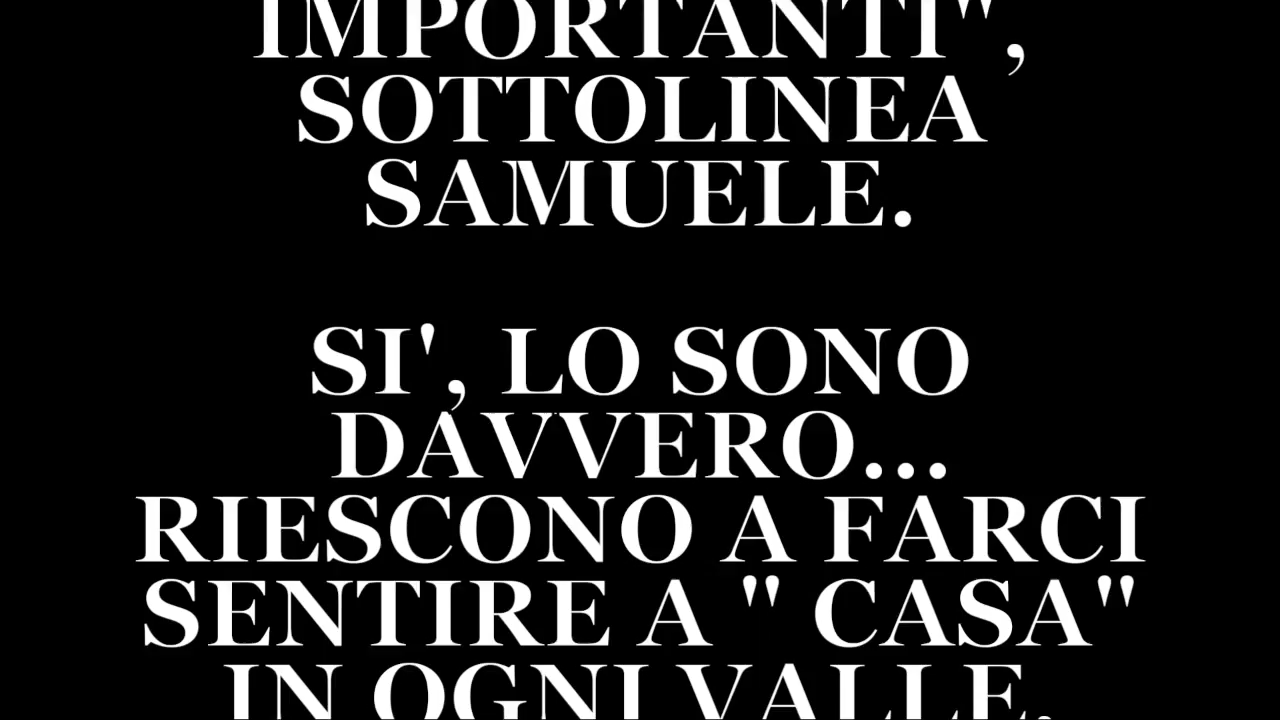 IMPORTANTI",
SOTTOLINEA
SAMUELE.
SI', LO SONO
DAVVERO...
RIESCONO A FARCI
SENTIRE A " CASA"
IN OGNI VALLE.